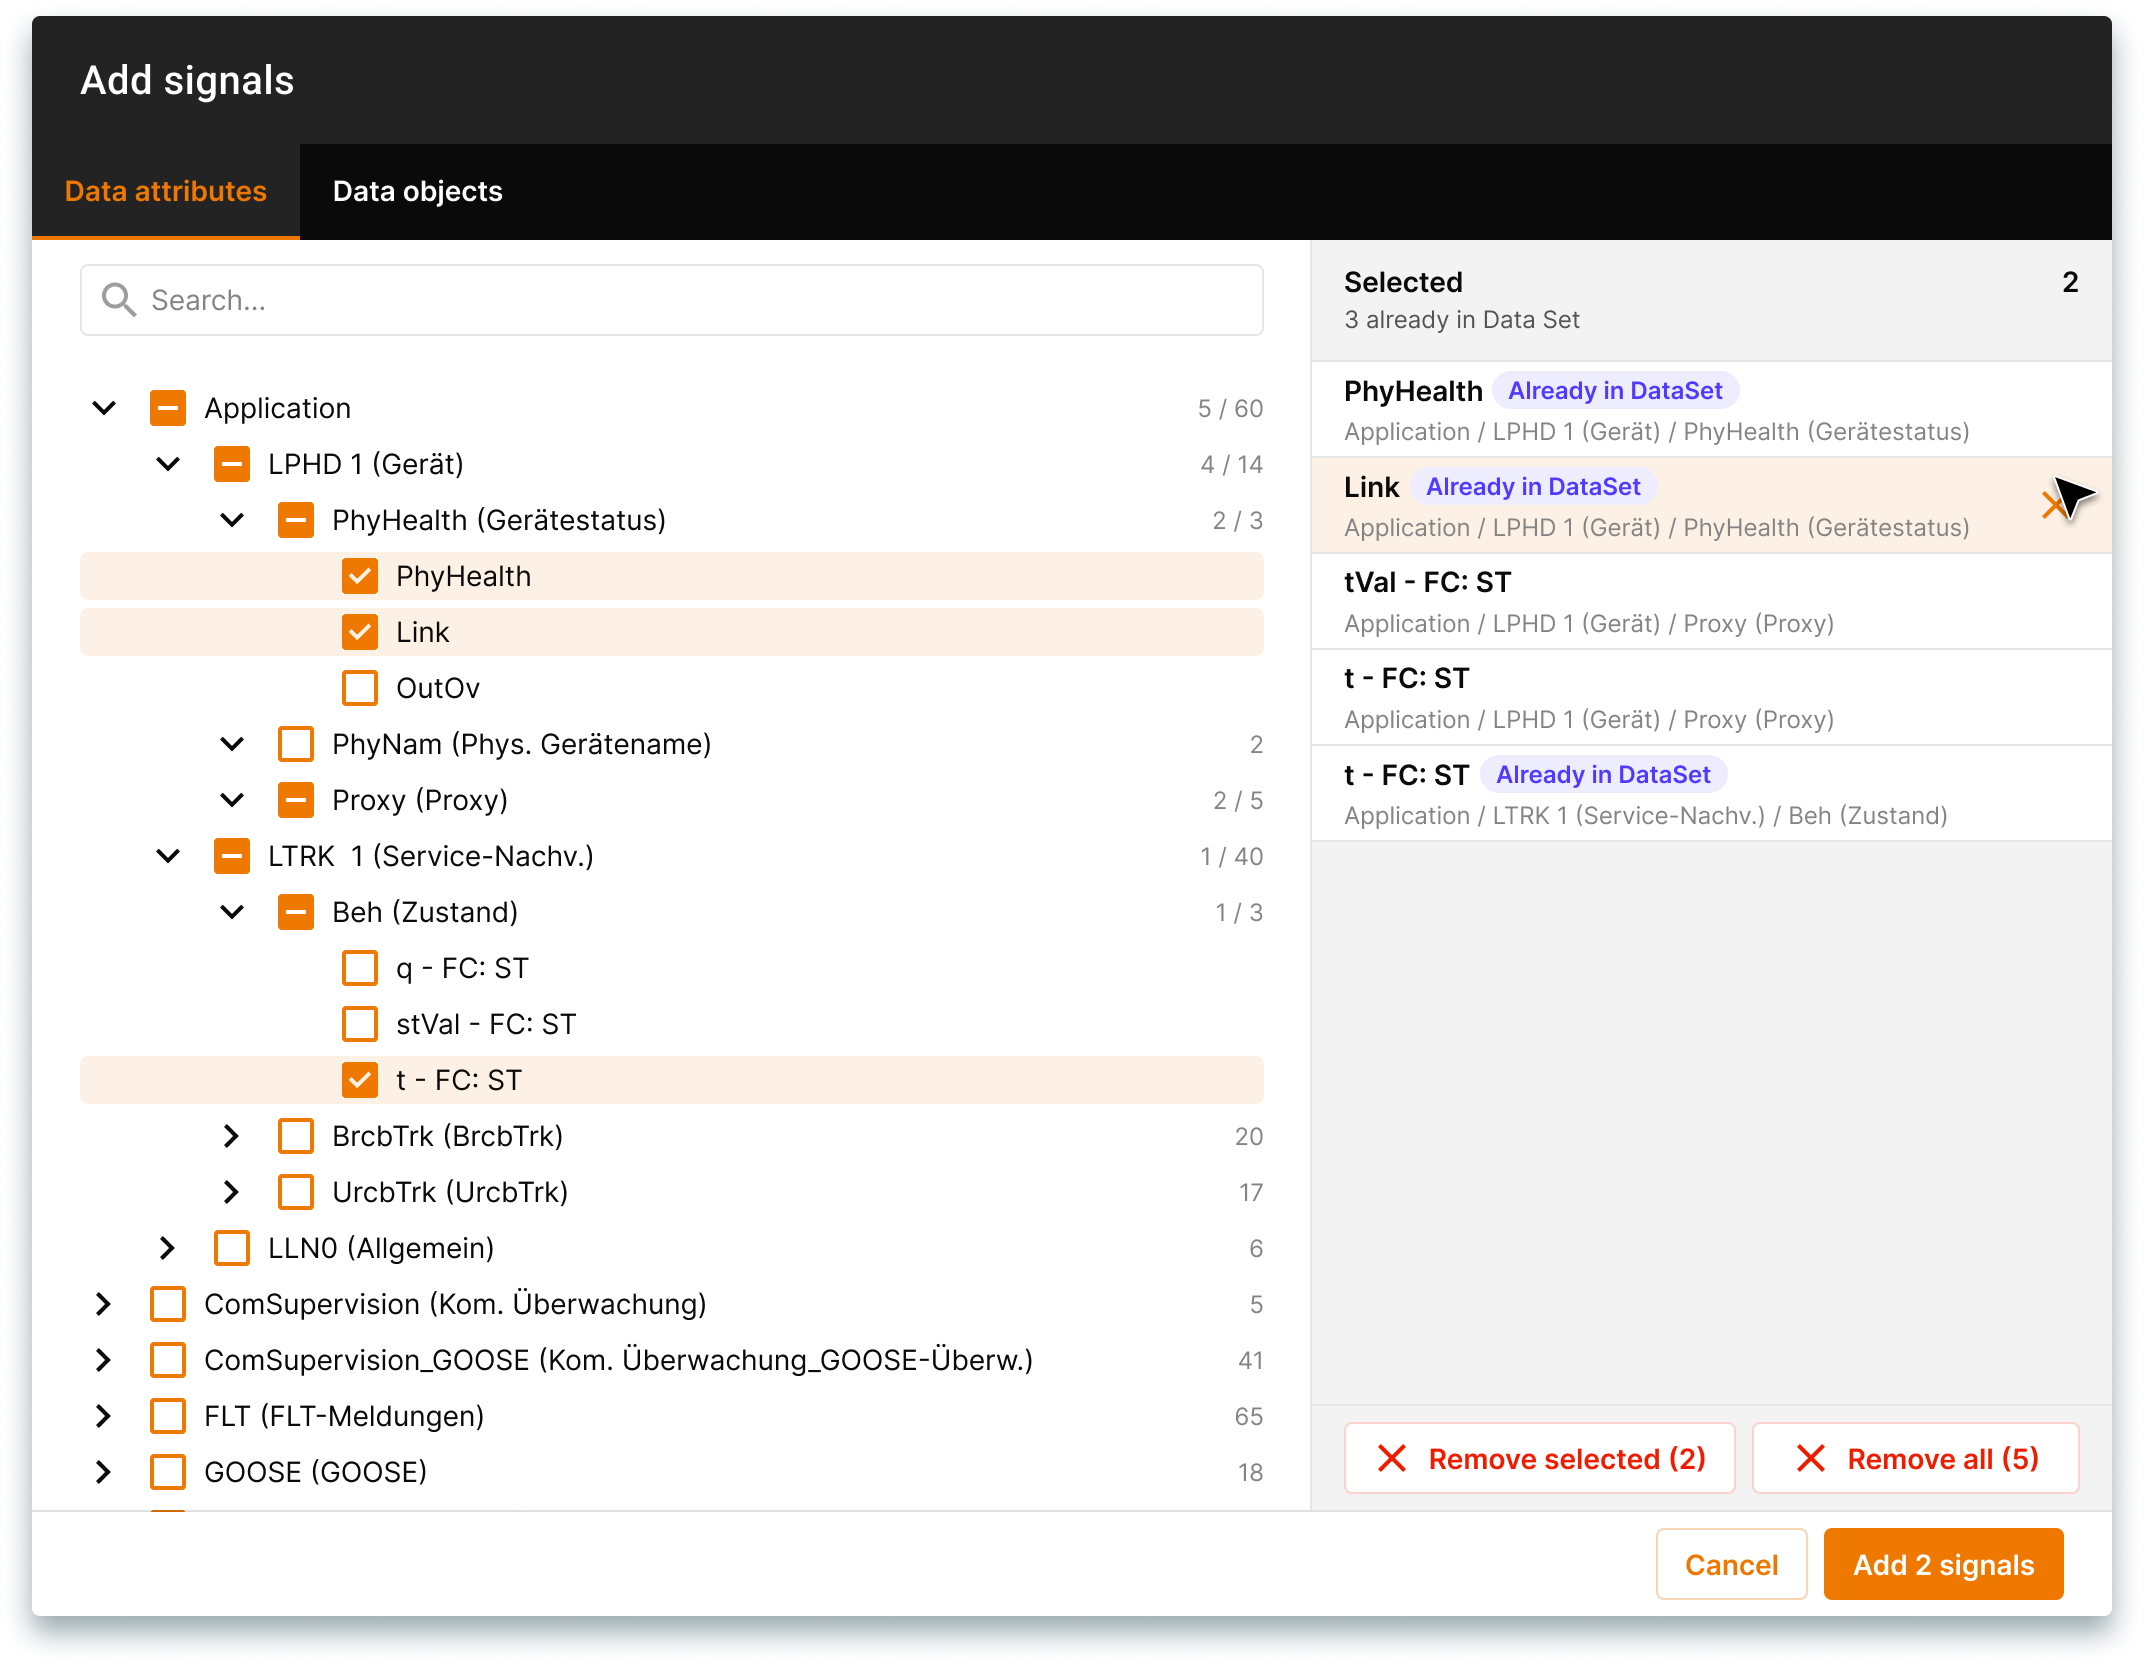 Add signals
Data attributes
Data objects
Search...
Application 5 / 60
LPHD 1 (Gerät) 4 / 14
PhyHealth (Gerätestatus) 2 / 3
PhyHealth
Link
OutOv
PhyNam (Phys. Gerätename) 2
Proxy (Proxy) 2 / 5
LTRK 1 (Service-Nachv.) 1 / 40
Beh (Zustand) 1 / 3
q - FC: ST
stVal - FC: ST
t - FC: ST
BrcbTrk (BrcbTrk) 20
UrcbTrk (UrcbTrk) 17
LLN0 (Allgemein) 6
ComSupervision (Kom. Überwachung) 5
ComSupervision_GOOSE (Kom. Überwachung_GOOSE-Überw.) 41
FLT (FLT-Meldungen) 65
GOOSE (GOOSE) 18
Selected 2
3 already in Data Set
PhyHealth Already in DataSet
Application / LPHD 1 (Gerät) / PhyHealth (Gerätestatus)
Link Already in DataSet
Application / LPHD 1 (Gerät) / PhyHealth (Gerätestatus)
tVal - FC: ST
Application / LPHD 1 (Gerät) / Proxy (Proxy)
t - FC: ST
Application / LPHD 1 (Gerät) / Proxy (Proxy)
t - FC: ST Already in DataSet
Application / LTRK 1 (Service-Nachv.) / Beh (Zustand)
Remove selected (2)
Remove all (5)
Cancel
Add 2 signals